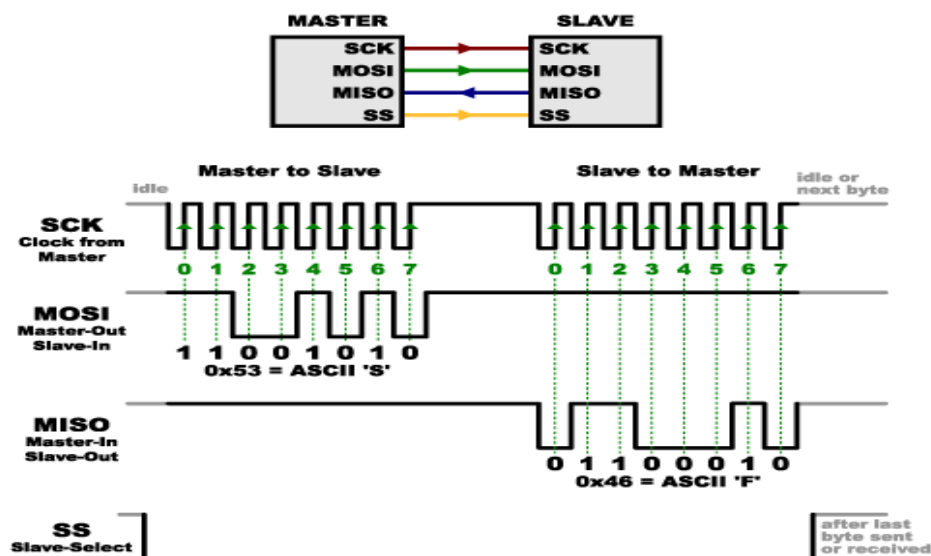 MASTER SLAVE
SCK SCK
MOSI MOSI
MISO MISO
SS SS
Master to Slave Slave to Master
idle idle or
next byte
SCK
Clock from
Master
0 1 2 3 4 5 6 7 0 1 2 3 4 5 6 7
MOSI
Master-Out
Slave-In
1 1 0 0 1 0 1 0
0x53 = ASCII 'S'
MISO
Master-In
Slave-Out
0 1 1 0 0 0 1 0
0x46 = ASCII 'F'
SS
Slave-Select
after last
byte sent
or received